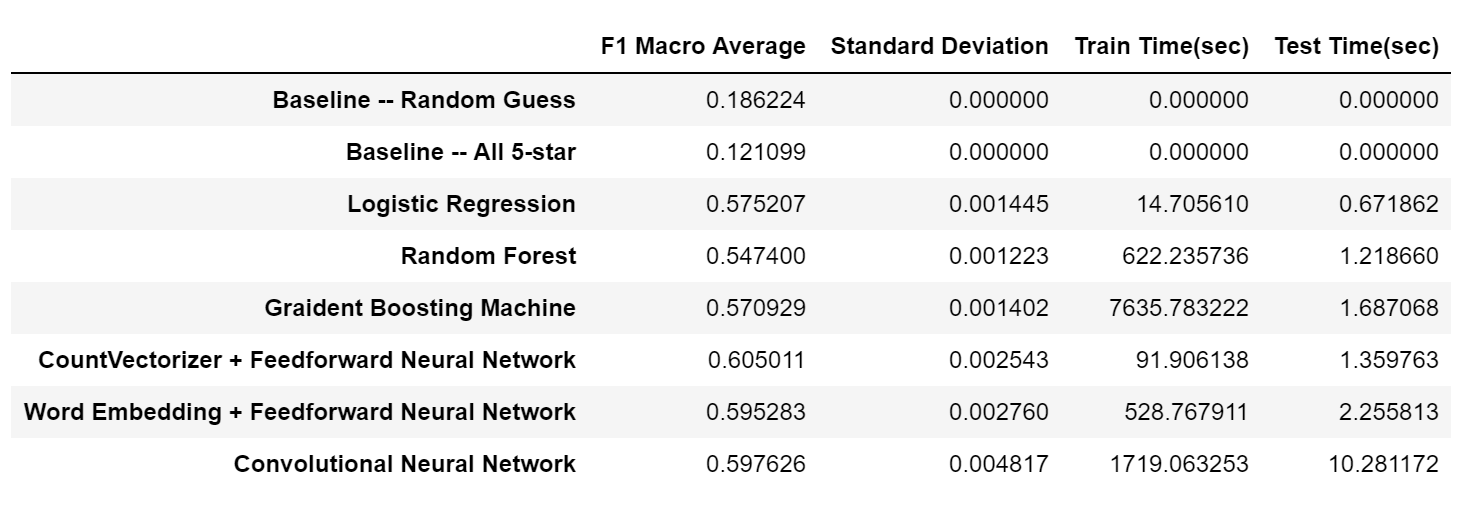 F1 Macro Average Standard Deviation Train Time(sec) Test Time(sec)
Baseline -- Random Guess 0.186224 0.000000 0.000000 0.000000
Baseline -- All 5-star 0.121099 0.000000 0.000000 0.000000
Logistic Regression 0.575207 0.001445 14.705610 0.671862
Random Forest 0.547400 0.001223 622.235736 1.218660
Graident Boosting Machine 0.570929 0.001402 7635.783222 1.687068
CountVectorizer + Feedforward Neural Network 0.605011 0.002543 91.906138 1.359763
Word Embedding + Feedforward Neural Network 0.595283 0.002760 528.767911 2.255813
Convolutional Neural Network 0.597626 0.004817 1719.063253 10.281172